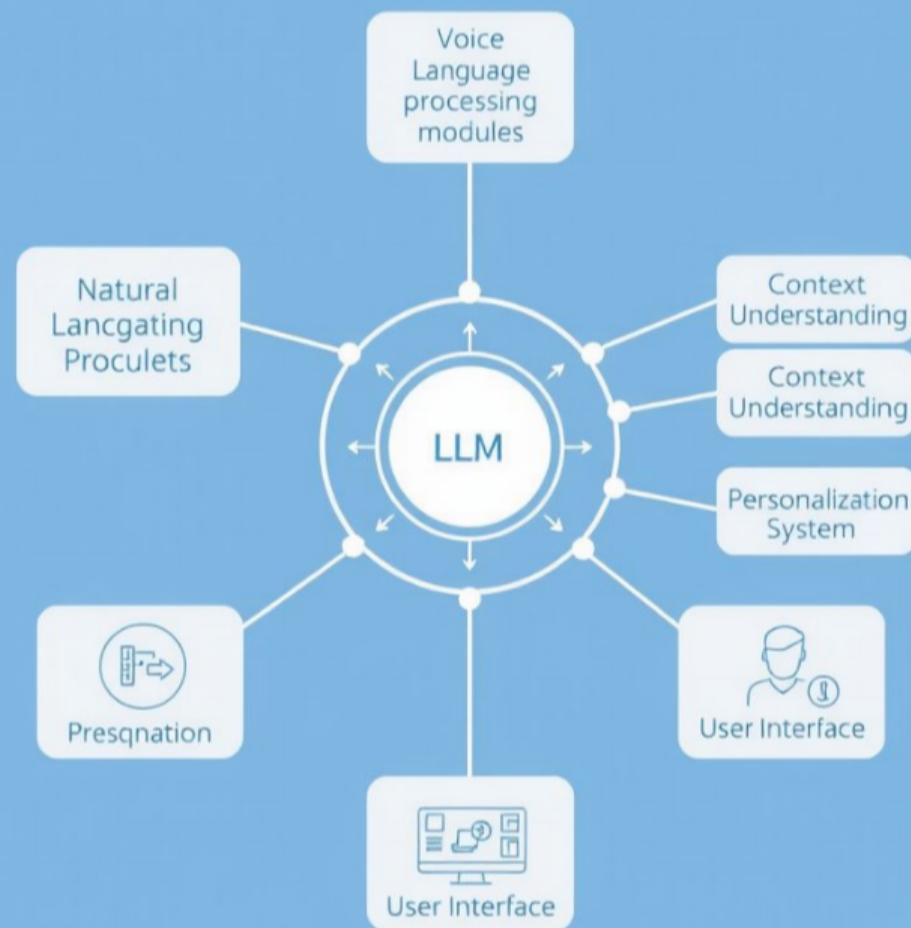 Voice
Language
processing
modules
Natural
Lancgating
Proculets
Context
Understanding
Context
Understanding
LLM
Personalization
System
Presqnation
User Interface
User Interface